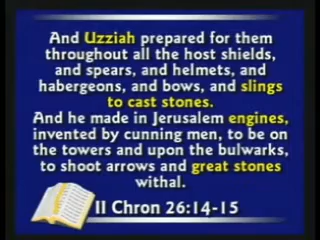 And Uzziah prepared for them
throughout all the host shields,
and spears, and helmets, and
habergeons, and bows, and slings
to cast stones.
And he made in Jerusalem engines,
invented by cunning men, to be on
the towers and upon the bulwarks,
to shoot arrows and great stones
withal.
II Chron 26:14-15